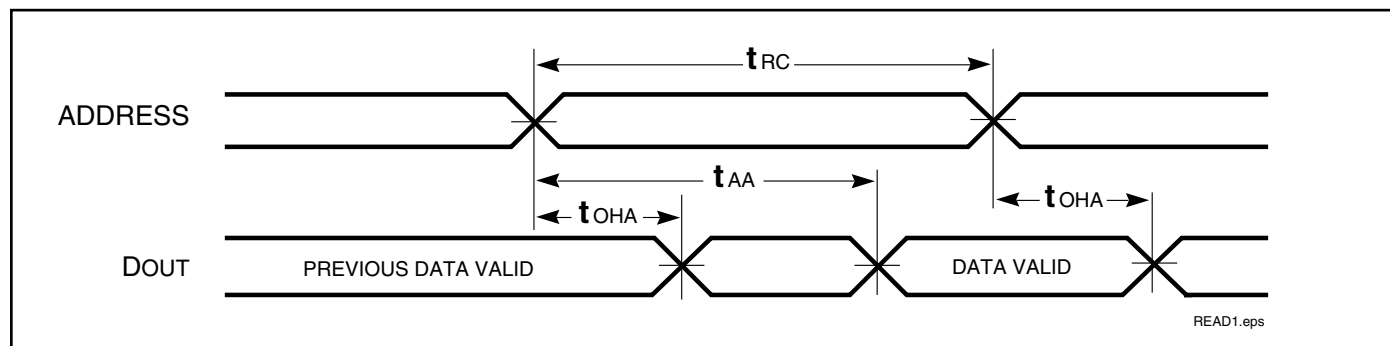 tRC
ADDRESS
tAA
tOHA
tOHA
DOUT
PREVIOUS DATA VALID
DATA VALID
READ1.eps